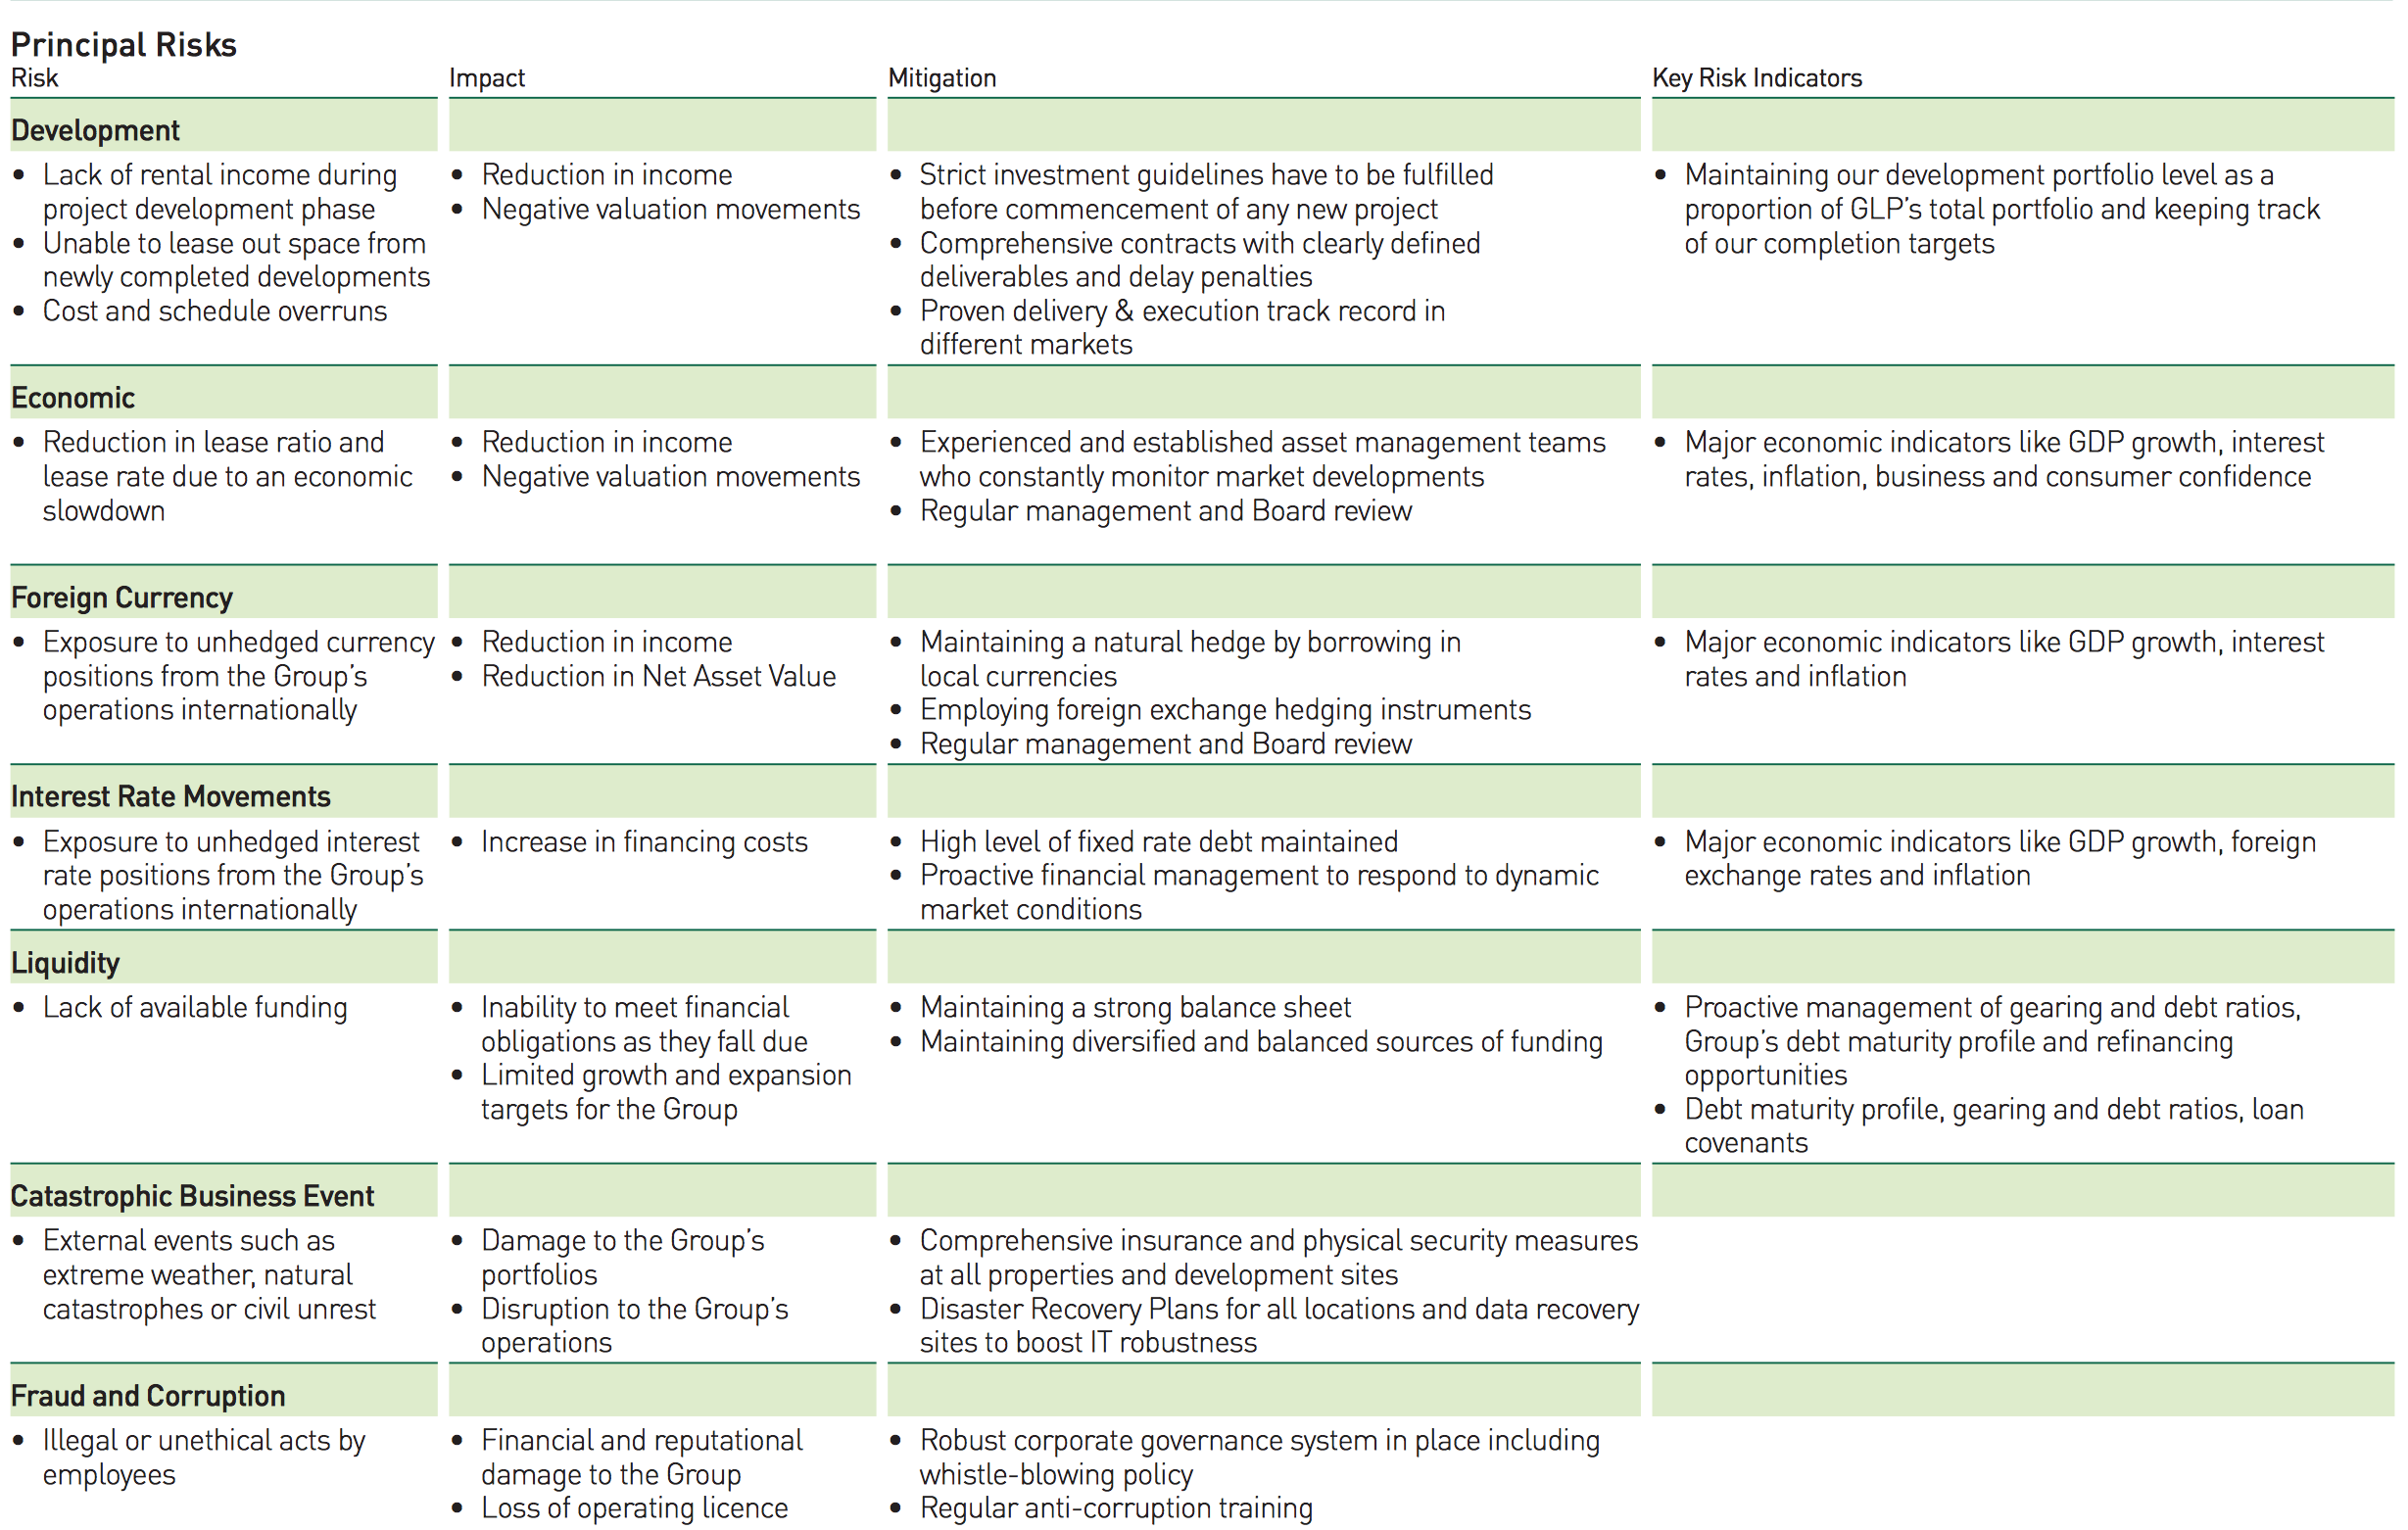 Principal Risks
Risk
Impact
Mitigation
Key Risk Indicators
Development
• Lack of rental income during
project development phase
• Unable to lease out space from
newly completed developments
• Cost and schedule overruns
• Reduction in income
• Negative valuation movements
• Strict investment guidelines have to be fulfilled
before commencement of any new project
• Comprehensive contracts with clearly defined
deliverables and delay penalties
• Proven delivery & execution track record in
different markets
• Maintaining our development portfolio level as a
proportion of GLP’s total portfolio and keeping track
of our completion targets
Economic
• Reduction in lease ratio and
lease rate due to an economic
slowdown
• Reduction in income
• Negative valuation movements
• Experienced and established asset management teams
who constantly monitor market developments
• Regular management and Board review
• Major economic indicators like GDP growth, interest
rates, inflation, business and consumer confidence
Foreign Currency
• Exposure to unhedged currency
positions from the Group’s
operations internationally
• Reduction in income
• Reduction in Net Asset Value
• Maintaining a natural hedge by borrowing in
local currencies
• Employing foreign exchange hedging instruments
• Regular management and Board review
• Major economic indicators like GDP growth, interest
rates and inflation
Interest Rate Movements
• Exposure to unhedged interest
rate positions from the Group’s
operations internationally
• Increase in financing costs
• High level of fixed rate debt maintained
• Proactive financial management to respond to dynamic
market conditions
• Major economic indicators like GDP growth, foreign
exchange rates and inflation
Liquidity
• Lack of available funding
• Inability to meet financial
obligations as they fall due
• Limited growth and expansion
targets for the Group
• Maintaining a strong balance sheet
• Maintaining diversified and balanced sources of funding
• Proactive management of gearing and debt ratios,
Group’s debt maturity profile and refinancing
opportunities
• Debt maturity profile, gearing and debt ratios, loan
covenants
Catastrophic Business Event
• External events such as
extreme weather, natural
catastrophes or civil unrest
• Damage to the Group’s
portfolios
• Disruption to the Group’s
operations
• Comprehensive insurance and physical security measures
at all properties and development sites
• Disaster Recovery Plans for all locations and data recovery
sites to boost IT robustness
Fraud and Corruption
• Illegal or unethical acts by
employees
• Financial and reputational
damage to the Group
• Loss of operating licence
• Robust corporate governance system in place including
whistle-blowing policy
• Regular anti-corruption training